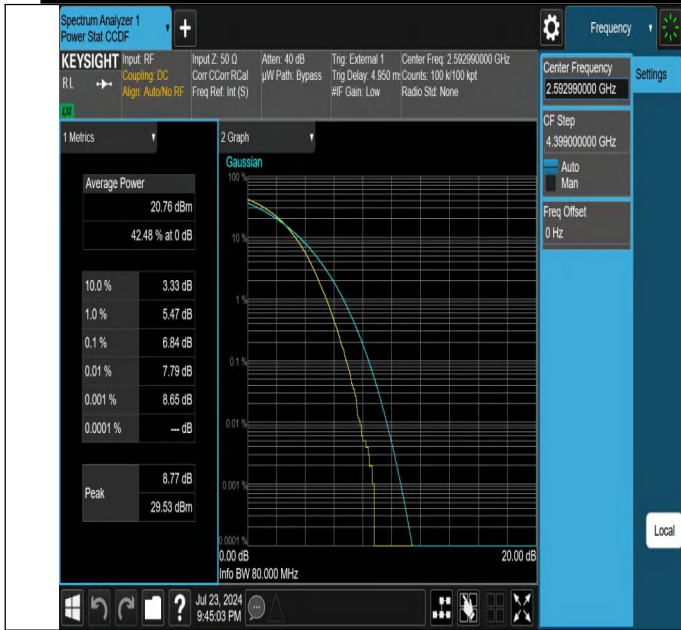 Spectrum Analyzer 1
Power Stat CCDF
Frequency
KEYSIGHT
RL
LXI
Input: RF
Coupling: DC
Align: Auto/No RF
Input Z: 50 Ω
Corr CCorr RCal
Freq Ref: Int (S)
Atten: 40 dB
µW Path: Bypass
Trig: External 1
Trig Delay: 4.950 m
#IF Gain: Low
Center Freq: 2.592990000 GHz
Counts: 100 k/100 kpt
Radio Std: None
Center Frequency
2.592990000 GHz
Settings
CF Step
4.399000000 GHz
Auto
Man
Freq Offset
0 Hz
1 Metrics
Average Power
20.76 dBm
42.48 % at 0 dB
10.0 % 3.33 dB
1.0 % 5.47 dB
0.1 % 6.84 dB
0.01 % 7.79 dB
0.001 % 8.65 dB
0.0001 % --- dB
Peak
8.77 dB
29.53 dBm
2 Graph
Gaussian
100 %
10 %
1 %
0.1 %
0.01 %
0.001 %
0.0001 %
0.00 dB 20.00 dB
Info BW 80.000 MHz
Local
?
Jul 23, 2024
9:45:03 PM